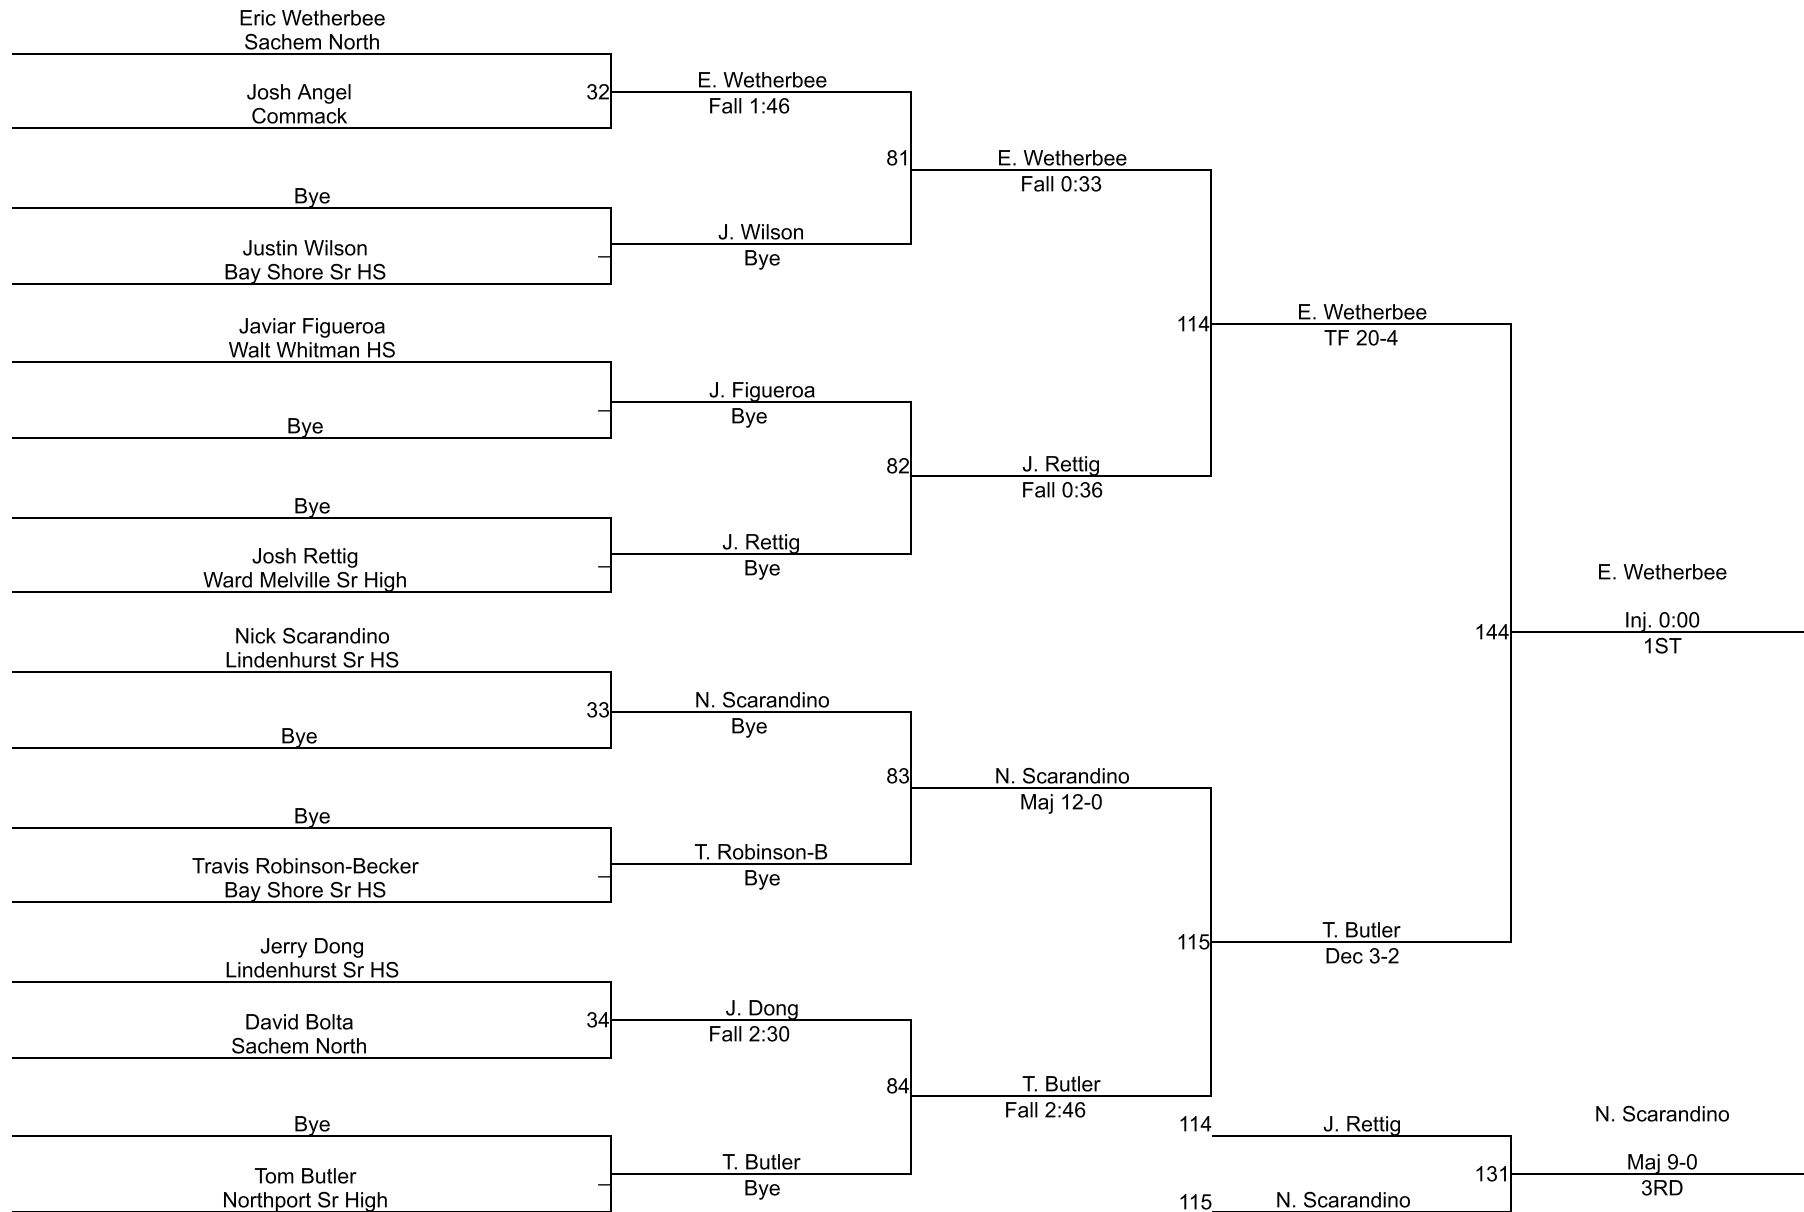 Eric Wetherbee
Sachem North
Josh Angel
Commack
32
E. Wetherbee
Fall 1:46
Bye
Justin Wilson
Bay Shore Sr HS
J. Wilson
Bye
81
E. Wetherbee
Fall 0:33
Javiar Figueroa
Walt Whitman HS
Bye
J. Figueroa
Bye
Bye
Josh Rettig
Ward Melville Sr High
J. Rettig
Bye
82
J. Rettig
Fall 0:36
114
E. Wetherbee
TF 20-4
Nick Scarandino
Lindenhurst Sr HS
Bye
33
N. Scarandino
Bye
Bye
Travis Robinson-Becker
Bay Shore Sr HS
T. Robinson-B
Bye
83
N. Scarandino
Maj 12-0
Jerry Dong
Lindenhurst Sr HS
David Bolta
Sachem North
34
J. Dong
Fall 2:30
Bye
Tom Butler
Northport Sr High
T. Butler
Bye
84
T. Butler
Fall 2:46
115
T. Butler
Dec 3-2
144
E. Wetherbee
Inj. 0:00
1ST
114
J. Rettig
115
N. Scarandino
131
N. Scarandino
Maj 9-0
3RD